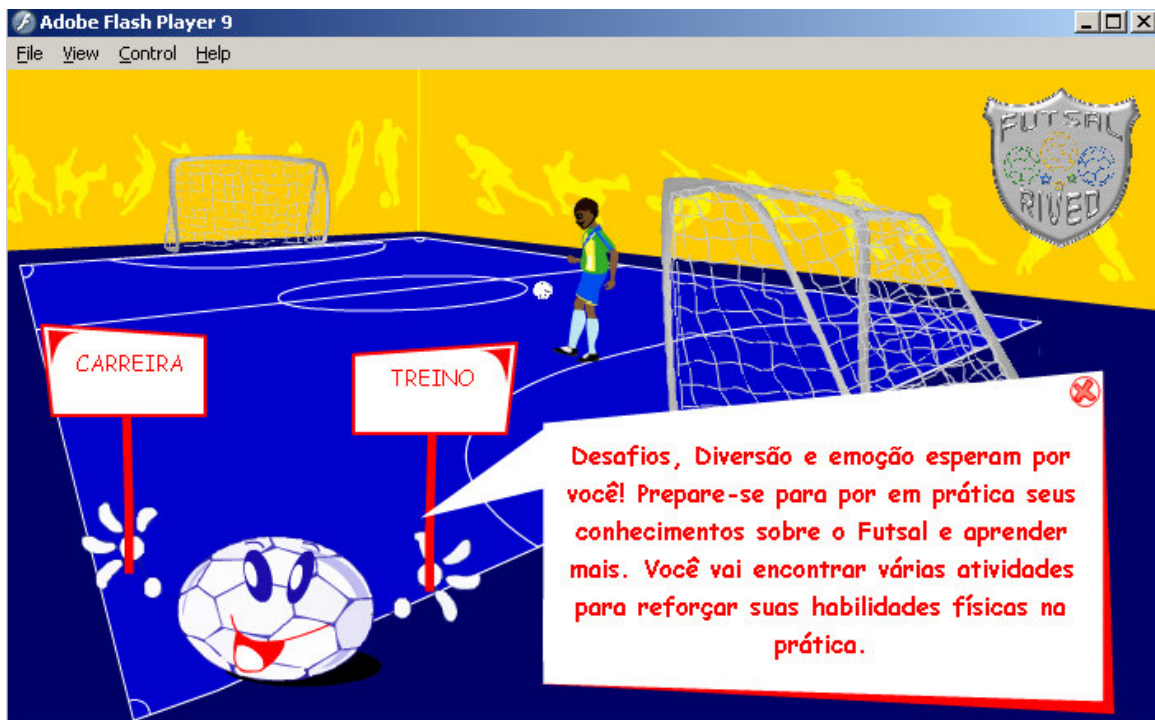 Adobe Flash Player 9
File View Control Help
FUTSAL
RIVED
CARREIRA
TREINO
Desafios, Diversão e emoção esperam por
você! Prepare-se para por em prática seus
conhecimentos sobre o Futsal e aprender
mais. Você vai encontrar várias atividades
para reforçar suas habilidades físicas na
prática.